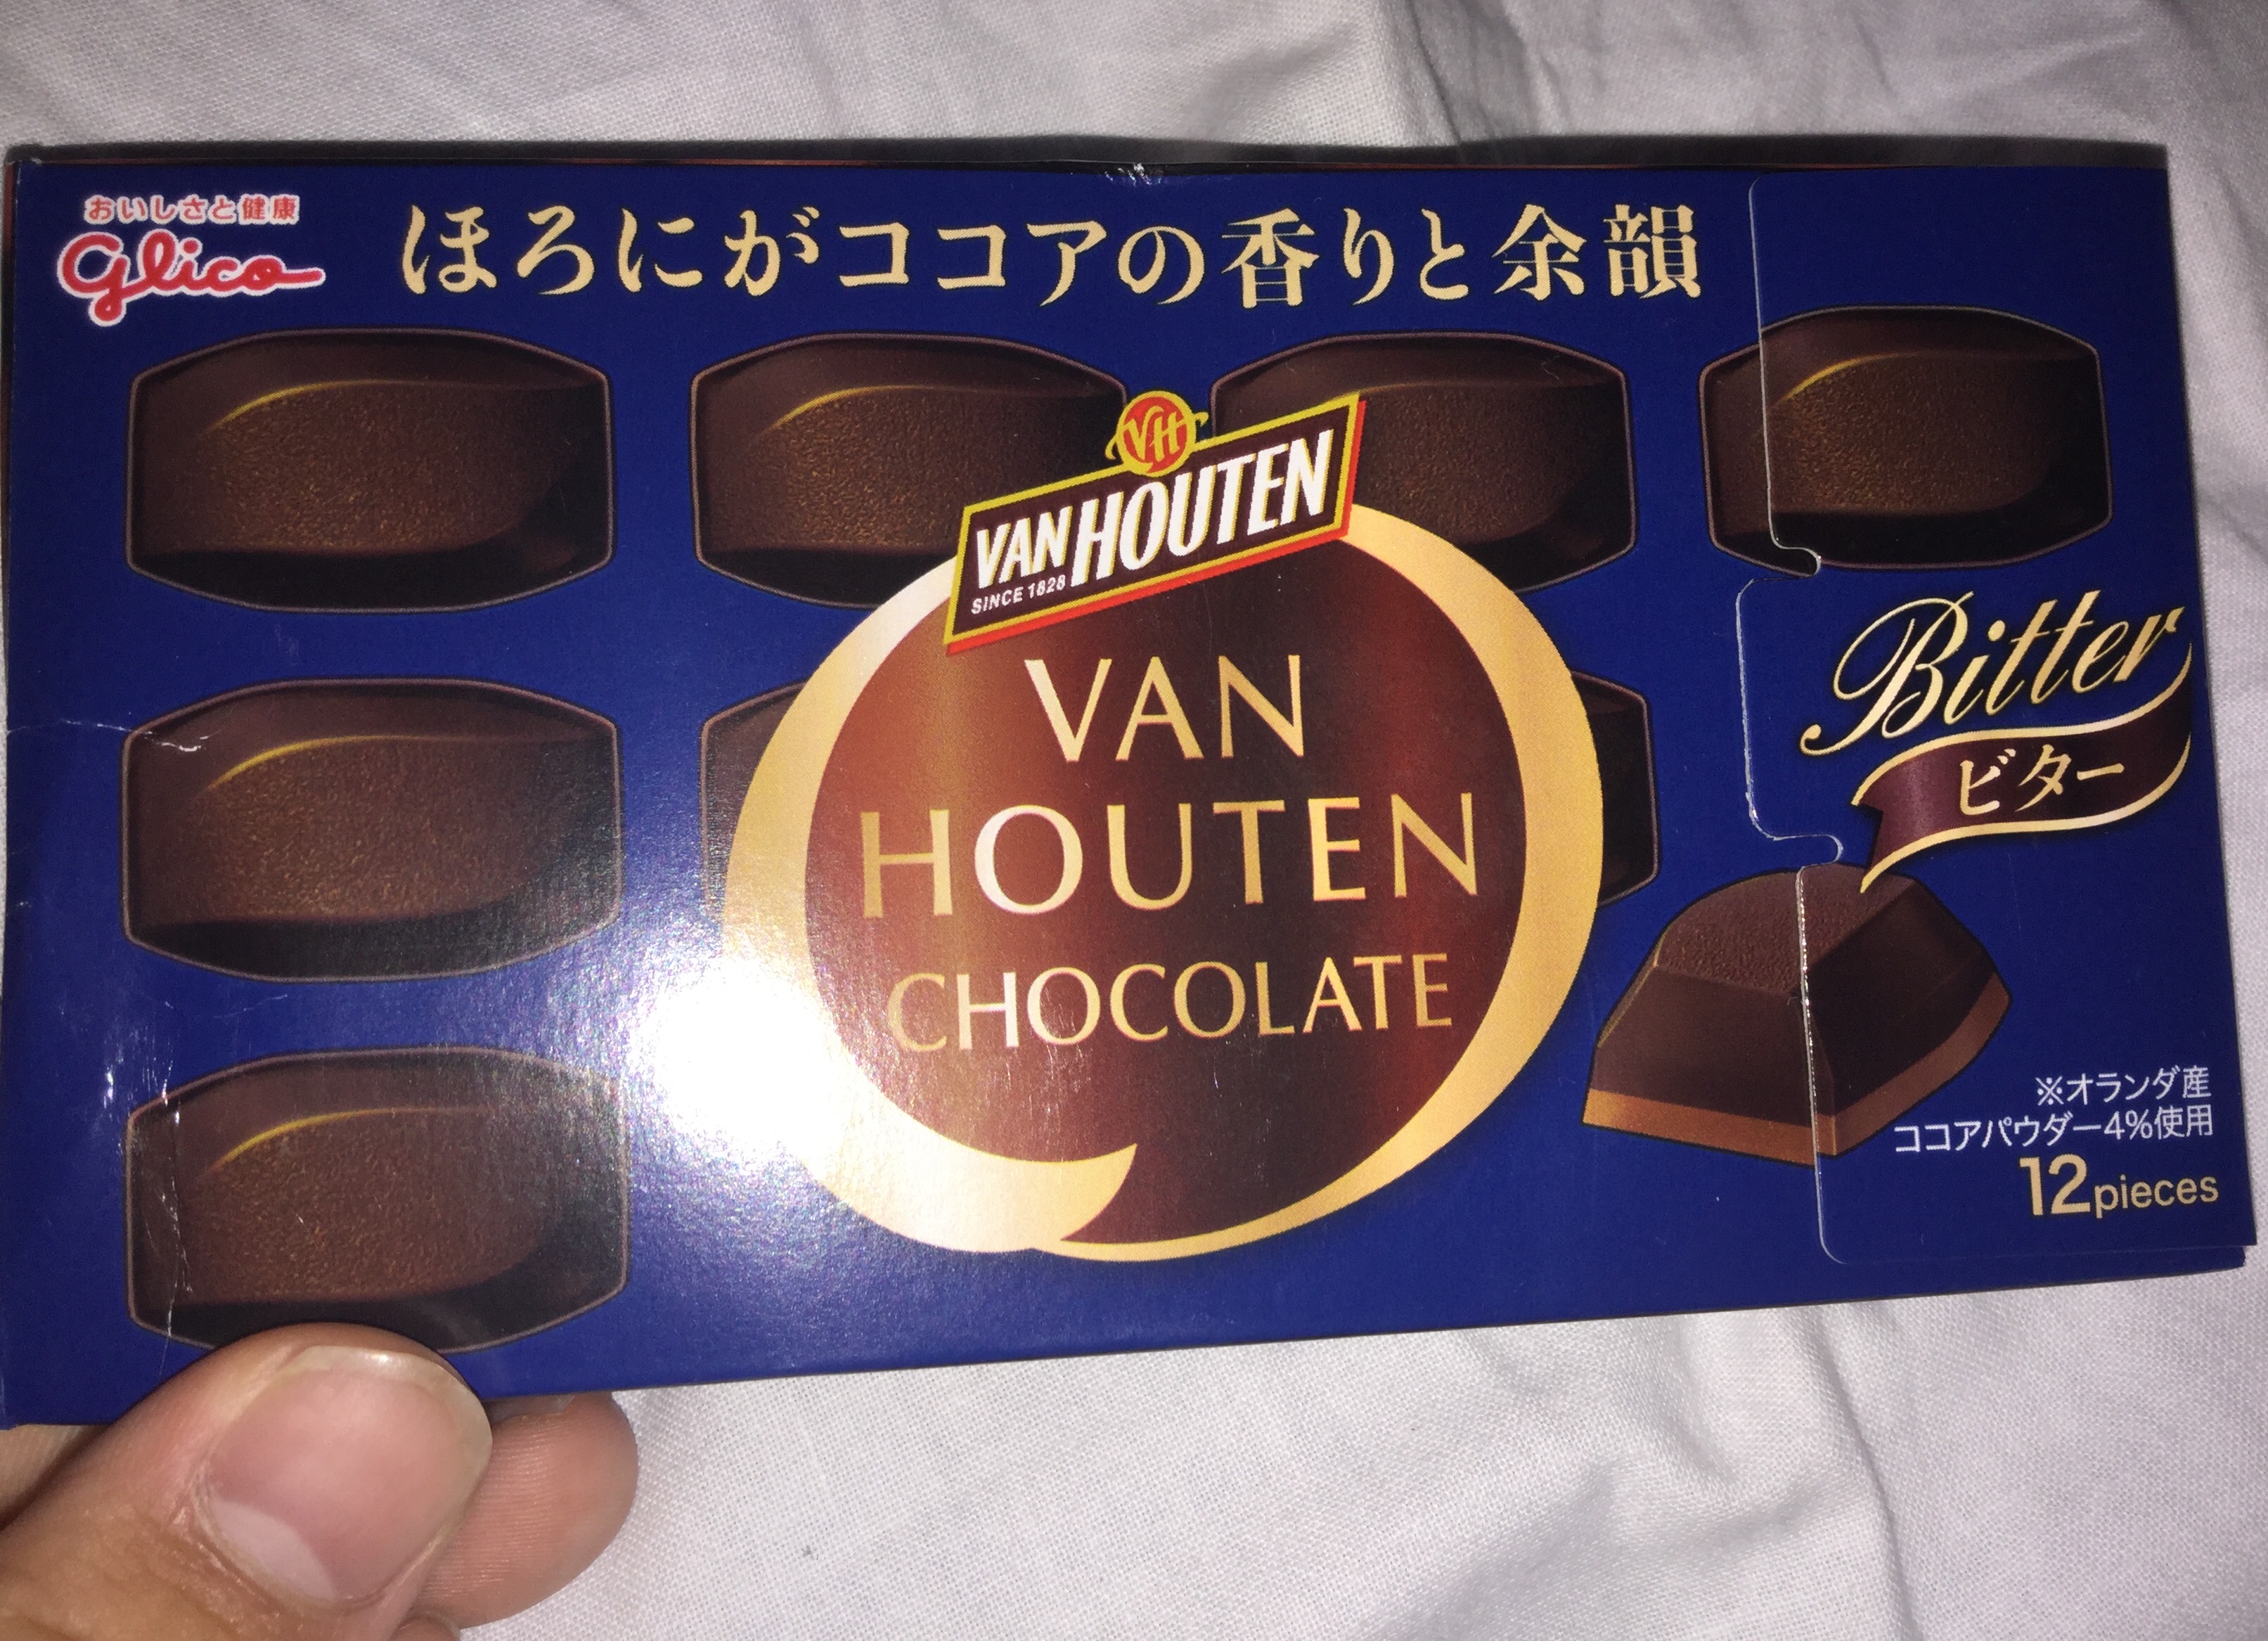 おいしさと健康
Glico
ほろにがココアの香りと余韻
VH
VAN HOUTEN
SINCE 1828
VAN
HOUTEN
CHOCOLATE
Bitter
ビター
※オランダ産
ココアパウダー4%使用
12pieces